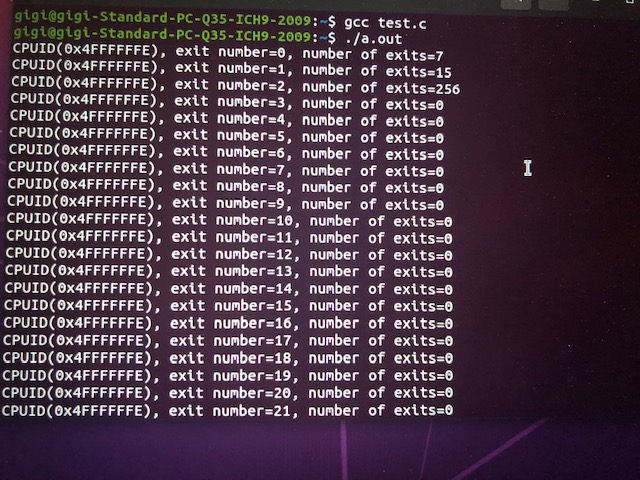 gigi@gigi-Standard-PC-Q35-ICH9-2009:~$ gcc test.c
gigi@gigi-Standard-PC-Q35-ICH9-2009:~$ ./a.out
CPUID(0x4FFFFFFE), exit number=0, number of exits=7
CPUID(0x4FFFFFFE), exit number=1, number of exits=15
CPUID(0x4FFFFFFE), exit number=2, number of exits=256
CPUID(0x4FFFFFFE), exit number=3, number of exits=0
CPUID(0x4FFFFFFE), exit number=4, number of exits=0
CPUID(0x4FFFFFFE), exit number=5, number of exits=0
CPUID(0x4FFFFFFE), exit number=6, number of exits=0
CPUID(0x4FFFFFFE), exit number=7, number of exits=0
CPUID(0x4FFFFFFE), exit number=8, number of exits=0
CPUID(0x4FFFFFFE), exit number=9, number of exits=0
CPUID(0x4FFFFFFE), exit number=10, number of exits=0
CPUID(0x4FFFFFFE), exit number=11, number of exits=0
CPUID(0x4FFFFFFE), exit number=12, number of exits=0
CPUID(0x4FFFFFFE), exit number=13, number of exits=0
CPUID(0x4FFFFFFE), exit number=14, number of exits=0
CPUID(0x4FFFFFFE), exit number=15, number of exits=0
CPUID(0x4FFFFFFE), exit number=16, number of exits=0
CPUID(0x4FFFFFFE), exit number=17, number of exits=0
CPUID(0x4FFFFFFE), exit number=18, number of exits=0
CPUID(0x4FFFFFFE), exit number=19, number of exits=0
CPUID(0x4FFFFFFE), exit number=20, number of exits=0
CPUID(0x4FFFFFFE), exit number=21, number of exits=0